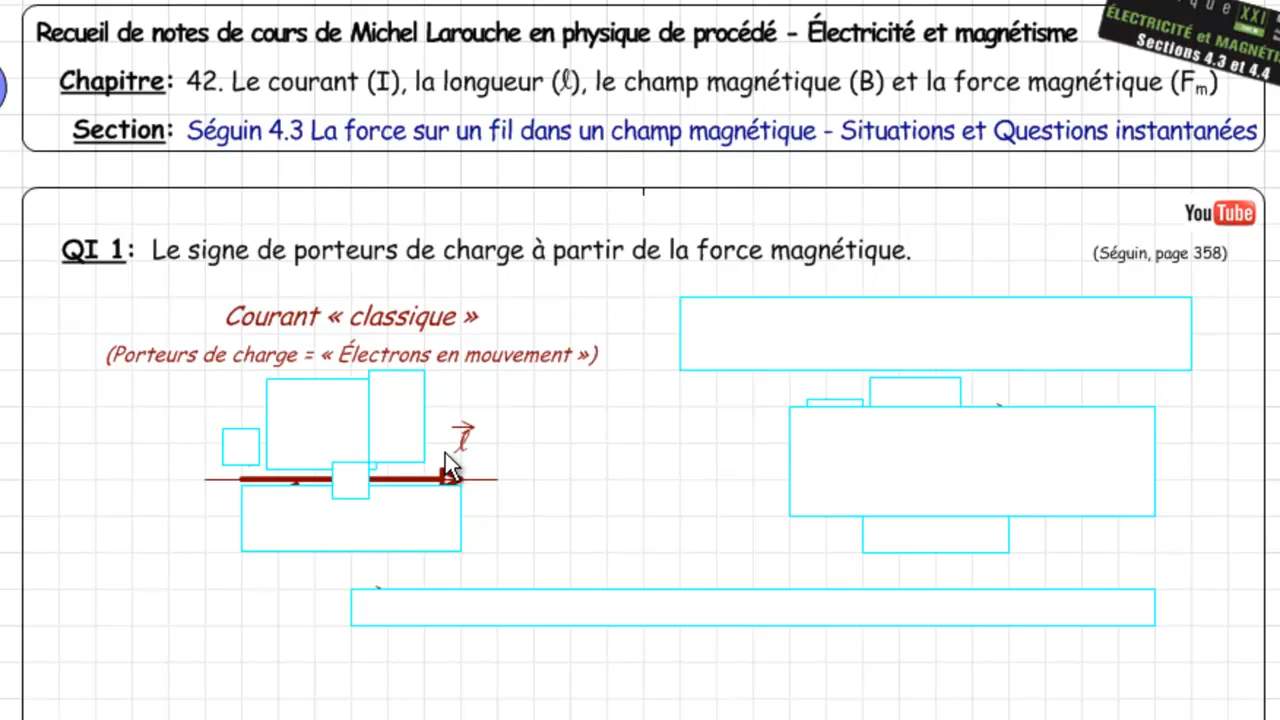 Recueil de notes de cours de Michel Larouche en physique de procédé - Électricité et magnétisme
que XXI
ÉLECTRICITÉ et MAGNÉTIS
Sections 4.3 et 4.4
Chapitre: 42. Le courant (I), la longueur (ℓ), le champ magnétique (B) et la force magnétique (Fm)
Section: Séguin 4.3 La force sur un fil dans un champ magnétique - Situations et Questions instantanées
YouTube
QI 1: Le signe de porteurs de charge à partir de la force magnétique. (Séguin, page 358)
Courant « classique »
(Porteurs de charge = « Électrons en mouvement »)
ℓ